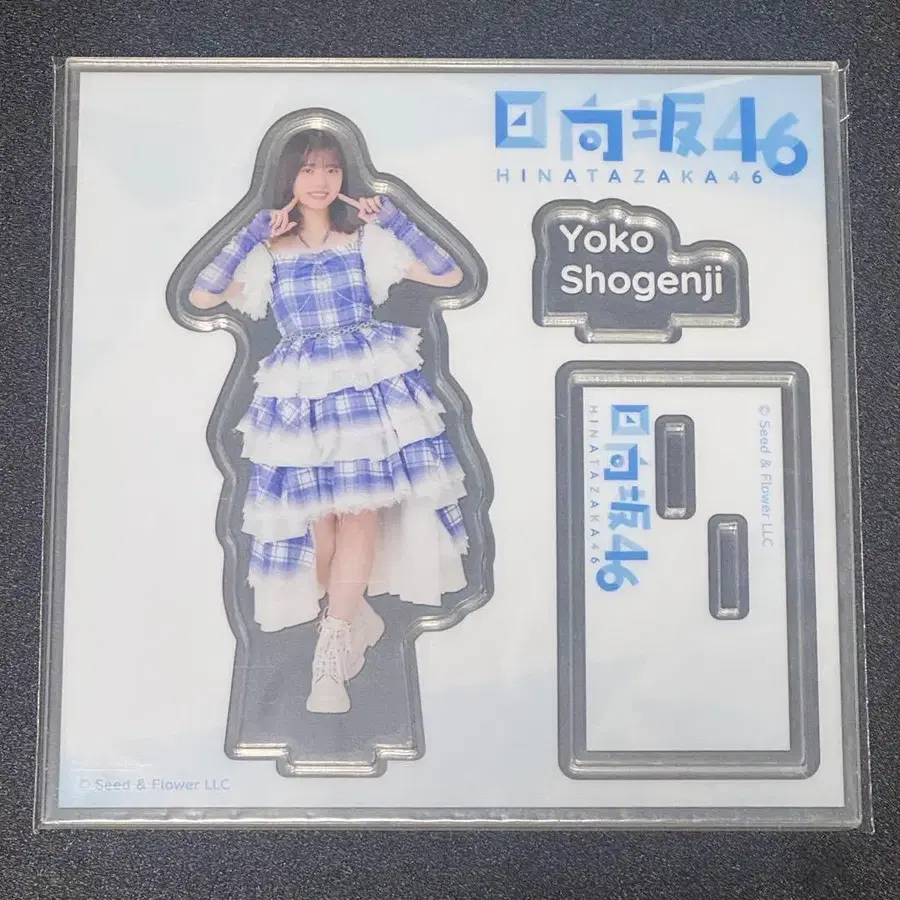 日向坂46
HINATAZAKA46
Yoko
Shogenji
日向坂46
HINATAZAKA46
© Seed & Flower LLC
© Seed & Flower LLC